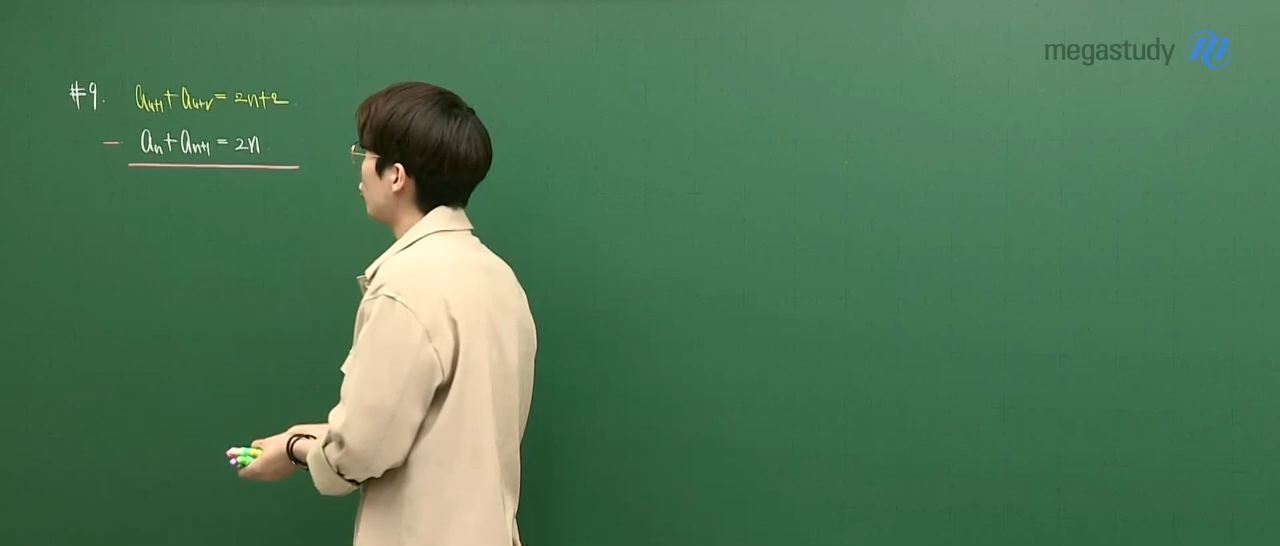 megastudy
#9. aₙ₊₁ + aₙ₊₂ = 2n+2
- aₙ + aₙ₊₁ = 2n